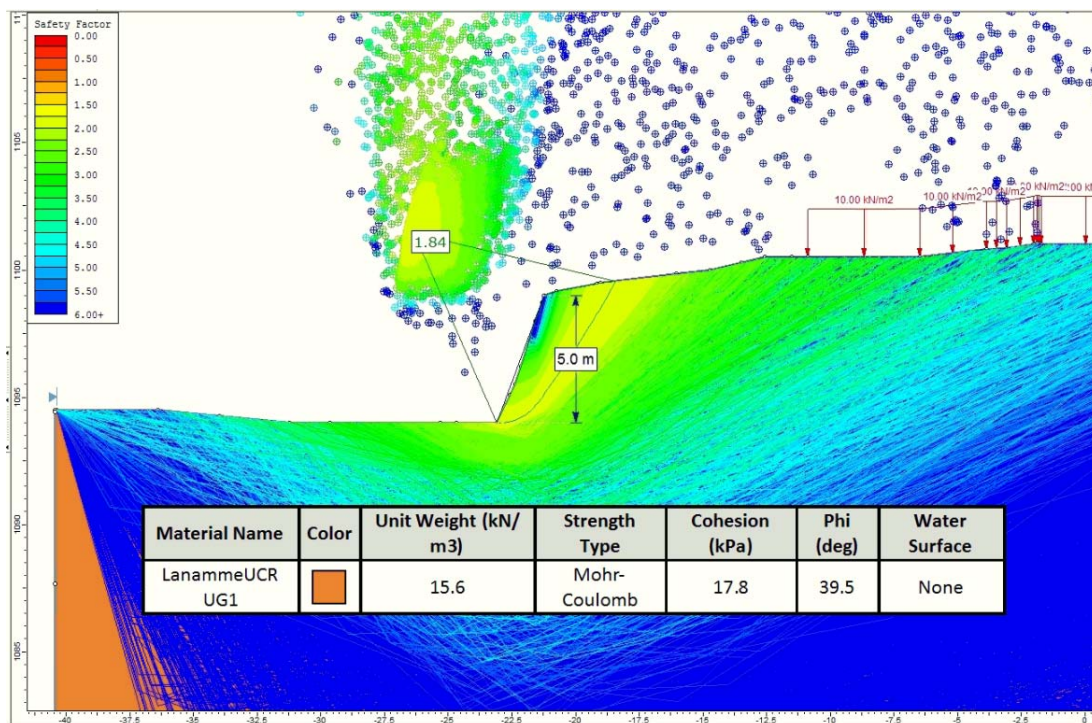 Safety Factor
0.00
0.50
1.00
1.50
2.00
2.50
3.00
3.50
4.00
4.50
5.00
5.50
6.00+
1105
1100
1095
1090
1085
1.84
5.0 m
10.00 kN/m2
10.00 kN/m2
Material Name Color Unit Weight (kN/m3) Strength Type Cohesion (kPa) Phi (deg) Water Surface
LanammeUCR UG1 15.6 Mohr-Coulomb 17.8 39.5 None
-40 -37.5 -35 -32.5 -30 -27.5 -25 -22.5 -20 -17.5 -15 -12.5 -10 -7.5 -5 -2.5